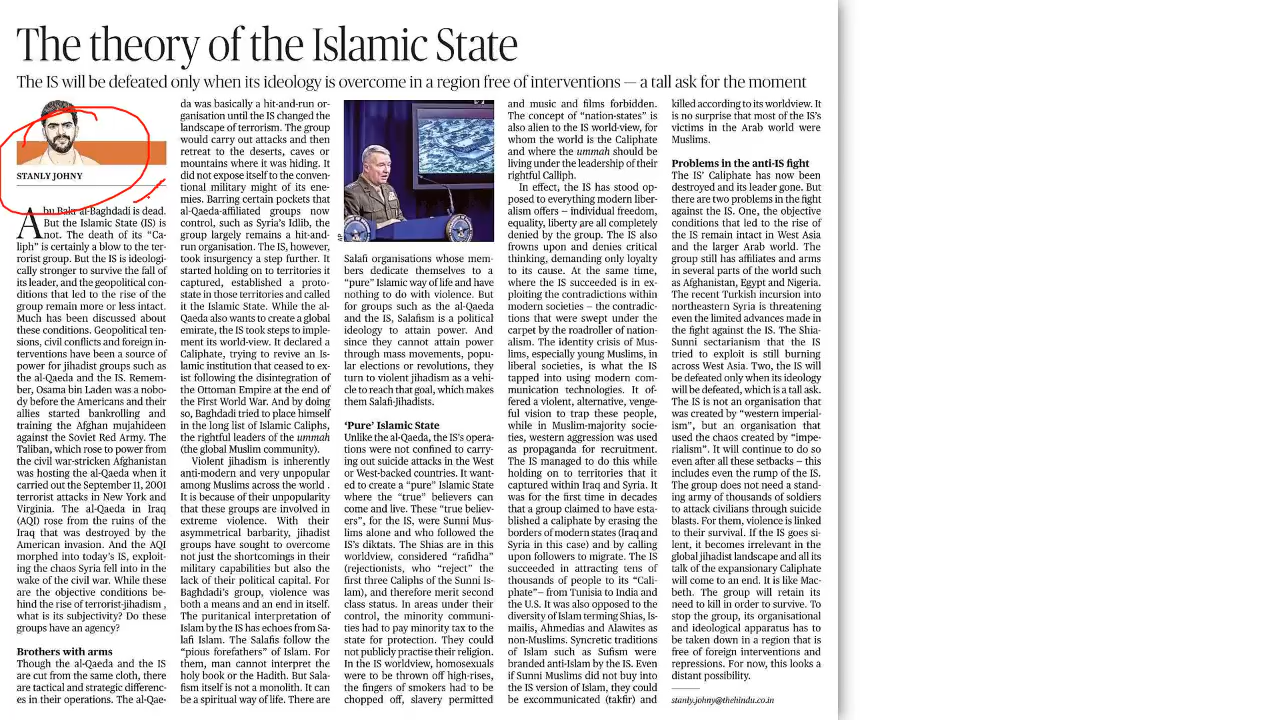 The theory of the Islamic State
The IS will be defeated only when its ideology is overcome in a region free of interventions — a tall ask for the moment
STANLY JOHNY
Abu Bakr al-Baghdadi is dead.
But the Islamic State (IS) is
not. The death of its “Ca-
liph” is certainly a blow to the ter-
rorist group. But the IS is ideologi-
cally stronger to survive the fall of
its leader, and the geopolitical con-
ditions that led to the rise of the
group remain more or less intact.
Much has been discussed about
these conditions. Geopolitical ten-
sions, civil conflicts and foreign in-
terventions have been a source of
power for jihadist groups such as
the al-Qaeda and the IS. Remem-
ber, Osama bin Laden was a nobo-
dy before the Americans and their
allies started bankrolling and
training the Afghan mujahideen
against the Soviet Red Army. The
Taliban, which rose to power from
the civil war-stricken Afghanistan
was hosting the al-Qaeda when it
carried out the September 11, 2001
terrorist attacks in New York and
Virginia. The al-Qaeda in Iraq
(AQI) rose from the ruins of the
Iraq that was destroyed by the
American invasion. And the AQI
morphed into today’s IS, exploit-
ing the chaos Syria fell into in the
wake of the civil war. While these
are the objective conditions be-
hind the rise of terrorist-jihadism ,
what is its subjectivity? Do these
groups have an agency?
Brothers with arms
Though the al-Qaeda and the IS
are cut from the same cloth, there
are tactical and strategic differenc-
es in their operations. The al-Qae-
da was basically a hit-and-run or-
ganisation until the IS changed the
landscape of terrorism. The group
would carry out attacks and then
retreat to the deserts, caves or
mountains where it was hiding. It
did not expose itself to the conven-
tional military might of its ene-
mies. Barring certain pockets that
al-Qaeda-affiliated groups now
control, such as Syria’s Idlib, the
group largely remains a hit-and-
run organisation. The IS, however,
took insurgency a step further. It
started holding on to territories it
captured, established a proto-
state in those territories and called
it the Islamic State. While the al-
Qaeda also wants to create a global
emirate, the IS took steps to imple-
ment its world-view. It declared a
Caliphate, trying to revive an Is-
lamic institution that ceased to ex-
ist following the disintegration of
the Ottoman Empire at the end of
the First World War. And by doing
so, Baghdadi tried to place himself
in the long list of Islamic Caliphs,
the rightful leaders of the ummah
(the global Muslim community).
Violent jihadism is inherently
anti-modern and very unpopular
among Muslims across the world .
It is because of their unpopularity
that these groups are involved in
extreme violence. With their
asymmetrical barbarity, jihadist
groups have sought to overcome
not just the shortcomings in their
military capabilities but also the
lack of their political capital. For
Baghdadi’s group, violence was
both a means and an end in itself.
The puritanical interpretation of
Islam by the IS has echoes from Sa-
lafi Islam. The Salafis follow the
“pious forefathers” of Islam. For
them, man cannot interpret the
holy book or the Hadith. But Sala-
fism itself is not a monolith. It can
be a spiritual way of life. There are
AP
Salafi organisations whose mem-
bers dedicate themselves to a
“pure” Islamic way of life and have
nothing to do with violence. But
for groups such as the al-Qaeda
and the IS, Salafism is a political
ideology to attain power. And
since they cannot attain power
through mass movements, popu-
lar elections or revolutions, they
turn to violent jihadism as a vehi-
cle to reach that goal, which makes
them Salafi-Jihadists.
‘Pure’ Islamic State
Unlike the al-Qaeda, the IS’s opera-
tions were not confined to carry-
ing out suicide attacks in the West
or West-backed countries. It want-
ed to create a “pure” Islamic State
where the “true” believers can
come and live. These “true believ-
ers”, for the IS, were Sunni Mus-
lims alone and who followed the
IS’s diktats. The Shias are in this
worldview, considered “rafidha”
(rejectionists, who “reject” the
first three Caliphs of the Sunni Is-
lam), and therefore merit second
class status. In areas under their
control, the minority communi-
ties had to pay minority tax to the
state for protection. They could
not publicly practise their religion.
In the IS worldview, homosexuals
were to be thrown off high-rises,
the fingers of smokers had to be
chopped off, slavery permitted
and music and films forbidden.
The concept of “nation-states” is
also alien to the IS world-view, for
whom the world is the Caliphate
and where the ummah should be
living under the leadership of their
rightful Calliph.
In effect, the IS has stood op-
posed to everything modern liber-
alism offers – individual freedom,
equality, liberty are all completely
denied by the group. The IS also
frowns upon and denies critical
thinking, demanding only loyalty
to its cause. At the same time,
where the IS succeeded is in ex-
ploiting the contradictions within
modern societies – the contradic-
tions that were swept under the
carpet by the roadroller of nation-
alism. The identity crisis of Mus-
lims, especially young Muslims, in
liberal societies, is what the IS
tapped into using modern com-
munication technologies. It of-
fered a violent, alternative, venge-
ful vision to trap these people,
while in Muslim-majority socie-
ties, western aggression was used
as propaganda for recruitment.
The IS managed to do this while
holding on to territories that it
captured within Iraq and Syria. It
was for the first time in decades
that a group claimed to have esta-
blished a caliphate by erasing the
borders of modern states (Iraq and
Syria in this case) and by calling
upon followers to migrate. The IS
succeeded in attracting tens of
thousands of people to its “Cali-
phate”– from Tunisia to India and
the U.S. It was also opposed to the
diversity of Islam terming Shias, Is-
mailis, Ahmedias and Alawites as
non-Muslims. Syncretic traditions
of Islam such as Sufism were
branded anti-Islam by the IS. Even
if Sunni Muslims did not buy into
the IS version of Islam, they could
be excommunicated (takfir) and
killed according to its worldview. It
is no surprise that most of the IS’s
victims in the Arab world were
Muslims.
Problems in the anti-IS fight
The IS’ Caliphate has now been
destroyed and its leader gone. But
there are two problems in the fight
against the IS. One, the objective
conditions that led to the rise of
the IS remain intact in West Asia
and the larger Arab world. The
group still has affiliates and arms
in several parts of the world such
as Afghanistan, Egypt and Nigeria.
The recent Turkish incursion into
northeastern Syria is threatening
even the limited advances made in
the fight against the IS. The Shia-
Sunni sectarianism that the IS
tried to exploit is still burning
across West Asia. Two, the IS will
be defeated only when its ideology
will be defeated, which is a tall ask.
The IS is not an organisation that
was created by “western imperial-
ism”, but an organisation that
used the chaos created by “impe-
rialism”. It will continue to do so
even after all these setbacks – this
includes even the rump of the IS.
The group does not need a stand-
ing army of thousands of soldiers
to attack civilians through suicide
blasts. For them, violence is linked
to their survival. If the IS goes si-
lent, it becomes irrelevant in the
global jihadist landscape and all its
talk of the expansionary Caliphate
will come to an end. It is like Mac-
beth. The group will retain its
need to kill in order to survive. To
stop the group, its organisational
and ideological apparatus has to
be taken down in a region that is
free of foreign interventions and
repressions. For now, this looks a
distant possibility.
stanly.johny@thehindu.co.in